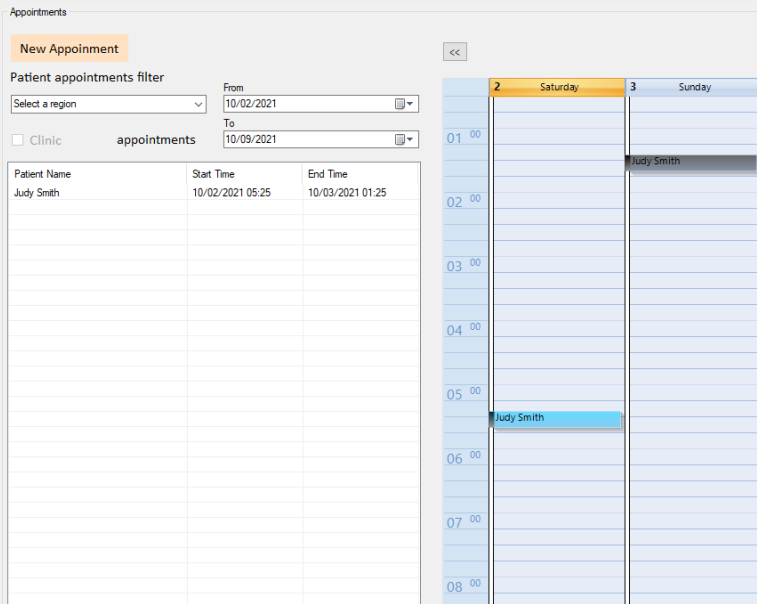 Appointments
New Appoinment
Patient appointments filter
Select a region
Clinic appointments
From
10/02/2021
To
10/09/2021
Patient Name Start Time End Time
Judy Smith 10/02/2021 05:25 10/03/2021 01:25
<<
2 Saturday 3 Sunday
01 00
Judy Smith
02 00
03 00
04 00
05 00
Judy Smith
06 00
07 00
08 00